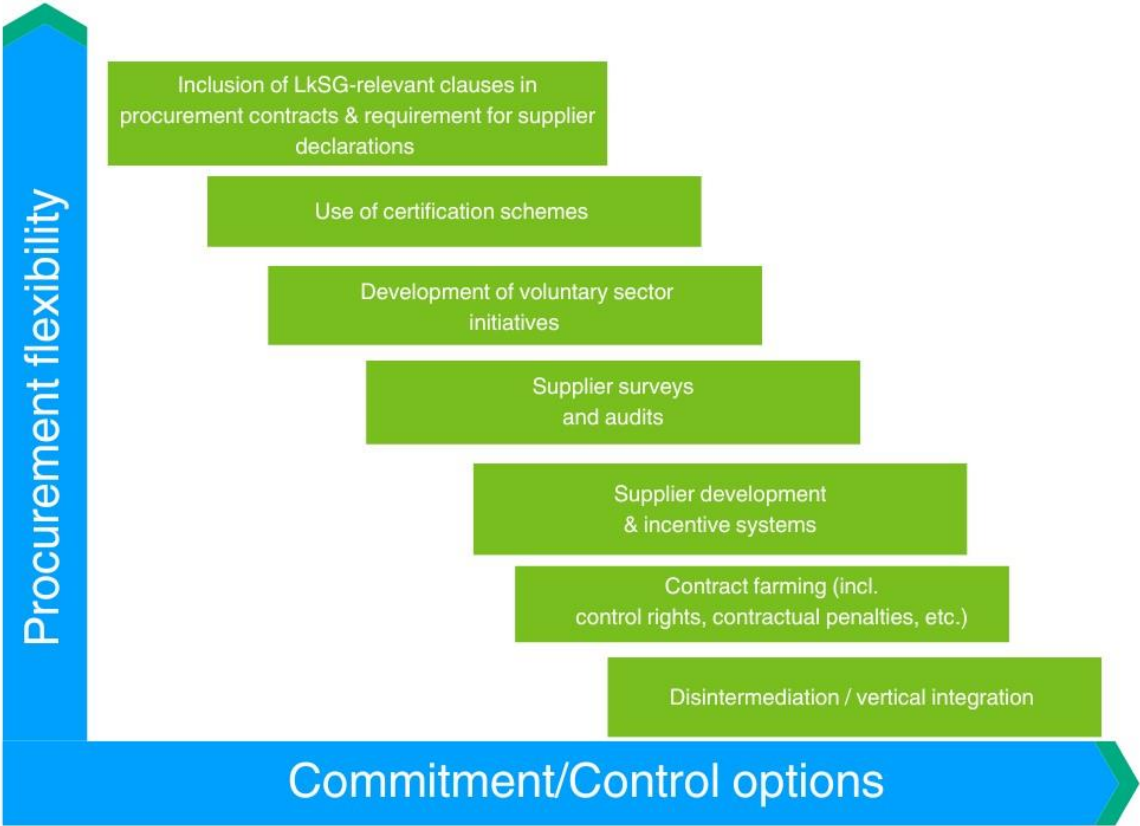 Procurement flexibility
Inclusion of LkSG-relevant clauses in
procurement contracts & requirement for supplier
declarations
Use of certification schemes
Development of voluntary sector
initiatives
Supplier surveys
and audits
Supplier development
& incentive systems
Contract farming (incl.
control rights, contractual penalties, etc.)
Disintermediation / vertical integration
Commitment/Control options